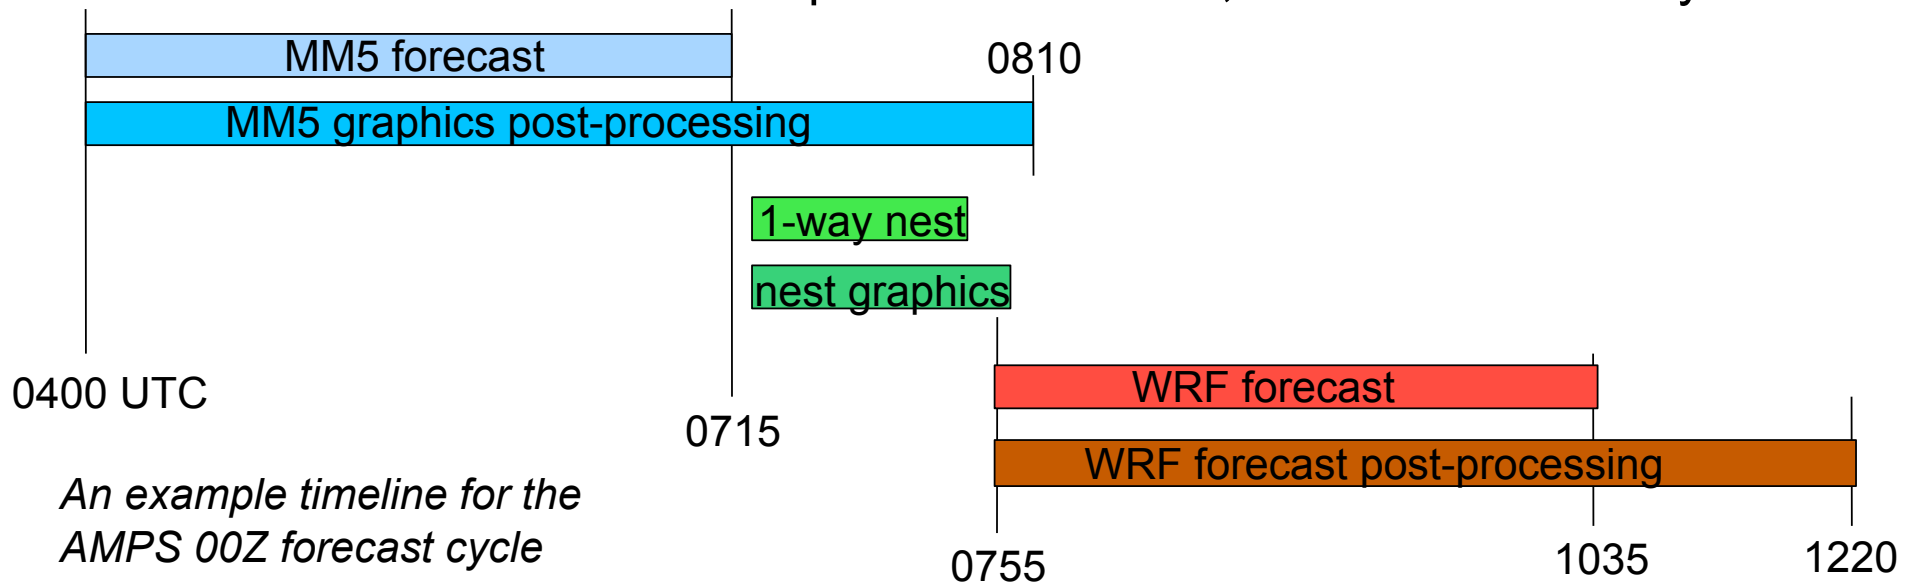 MM5 forecast
0810
MM5 graphics post-processing
1-way nest
nest graphics
0400 UTC
WRF forecast
0715
WRF forecast post-processing
An example timeline for the
AMPS 00Z forecast cycle
0755
1035
1220